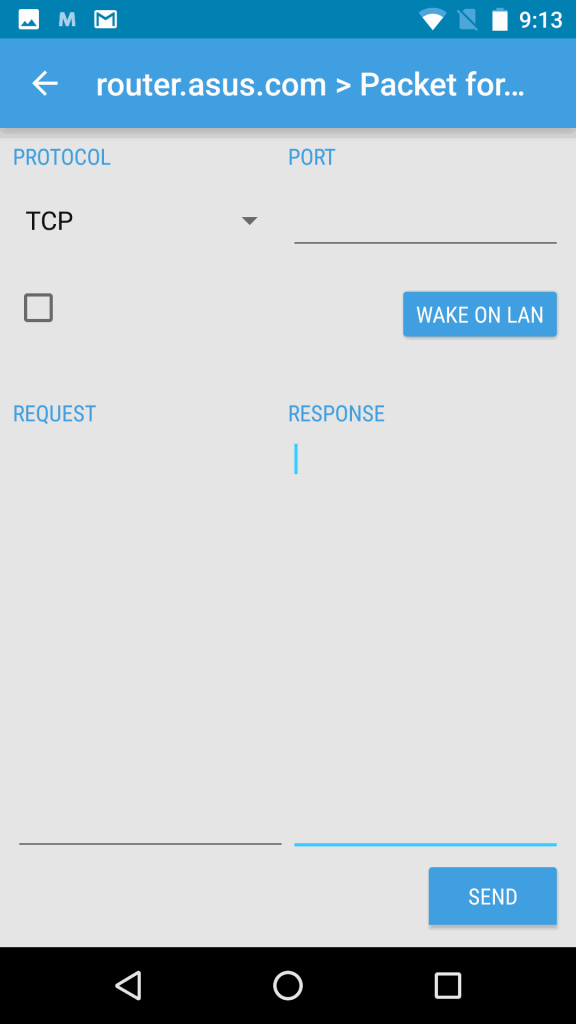 9:13
router.asus.com > Packet for...
PROTOCOL
PORT
TCP
WAKE ON LAN
REQUEST
RESPONSE
SEND